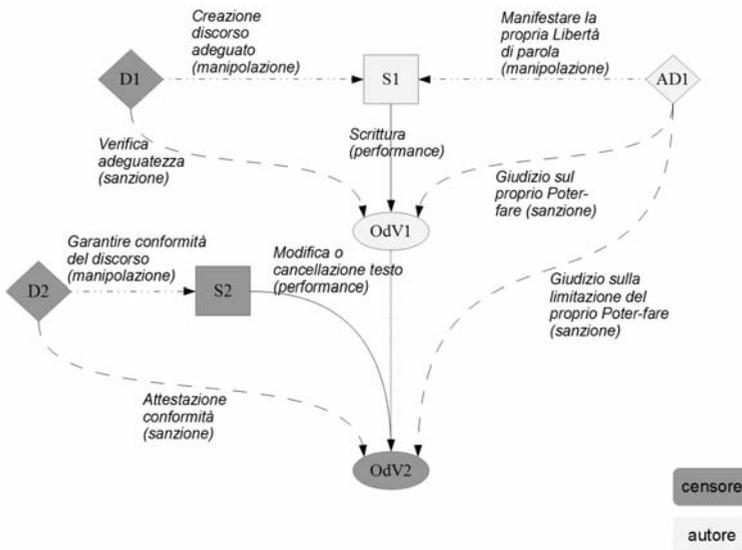 Creazione
discorso
adeguato
(manipolazione)
Manifestare la
propria Libertà
di parola
(manipolazione)
D1
S1
AD1
Verifica
adeguatezza
(sanzione)
Scrittura
(performance)
Giudizio sul
proprio Poter-
fare (sanzione)
OdV1
Garantire conformità
del discorso
(manipolazione)
Modifica o
cancellazione testo
(performance)
D2
S2
Giudizio sulla
limitazione del
proprio Poter-fare
(sanzione)
Attestazione
conformità
(sanzione)
OdV2
censore
autore